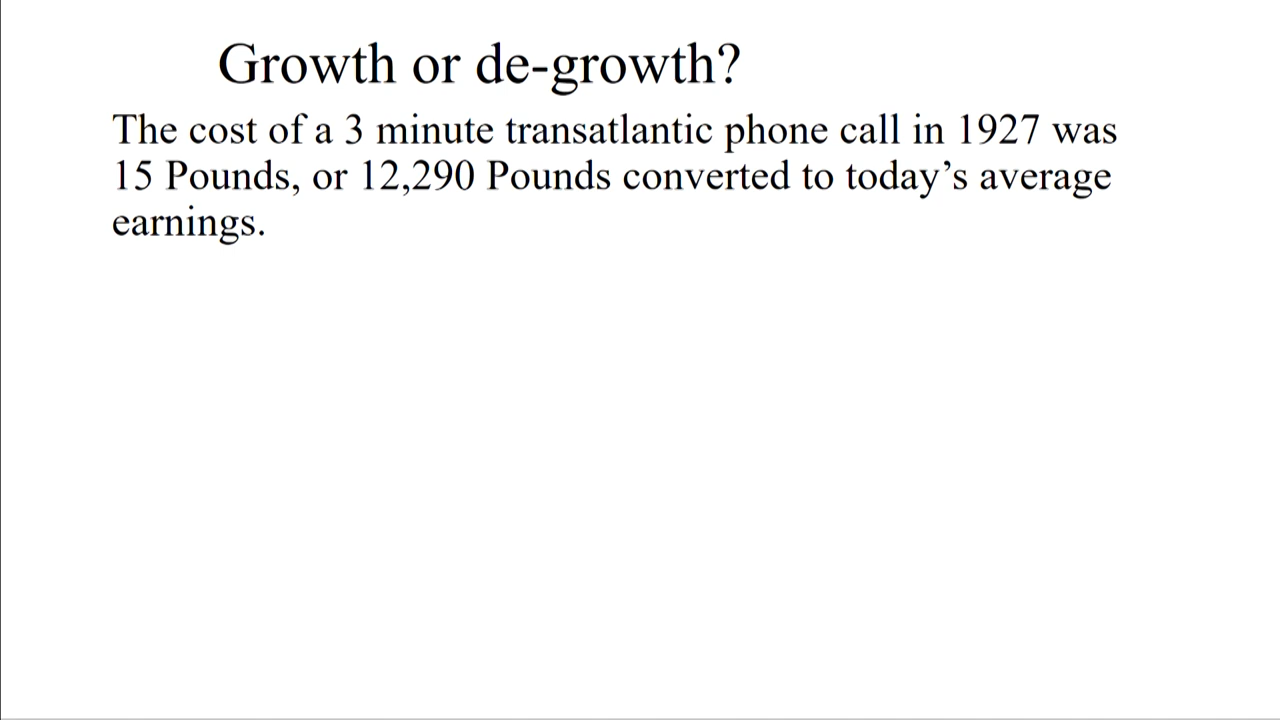 Growth or de-growth?
The cost of a 3 minute transatlantic phone call in 1927 was
15 Pounds, or 12,290 Pounds converted to today’s average
earnings.